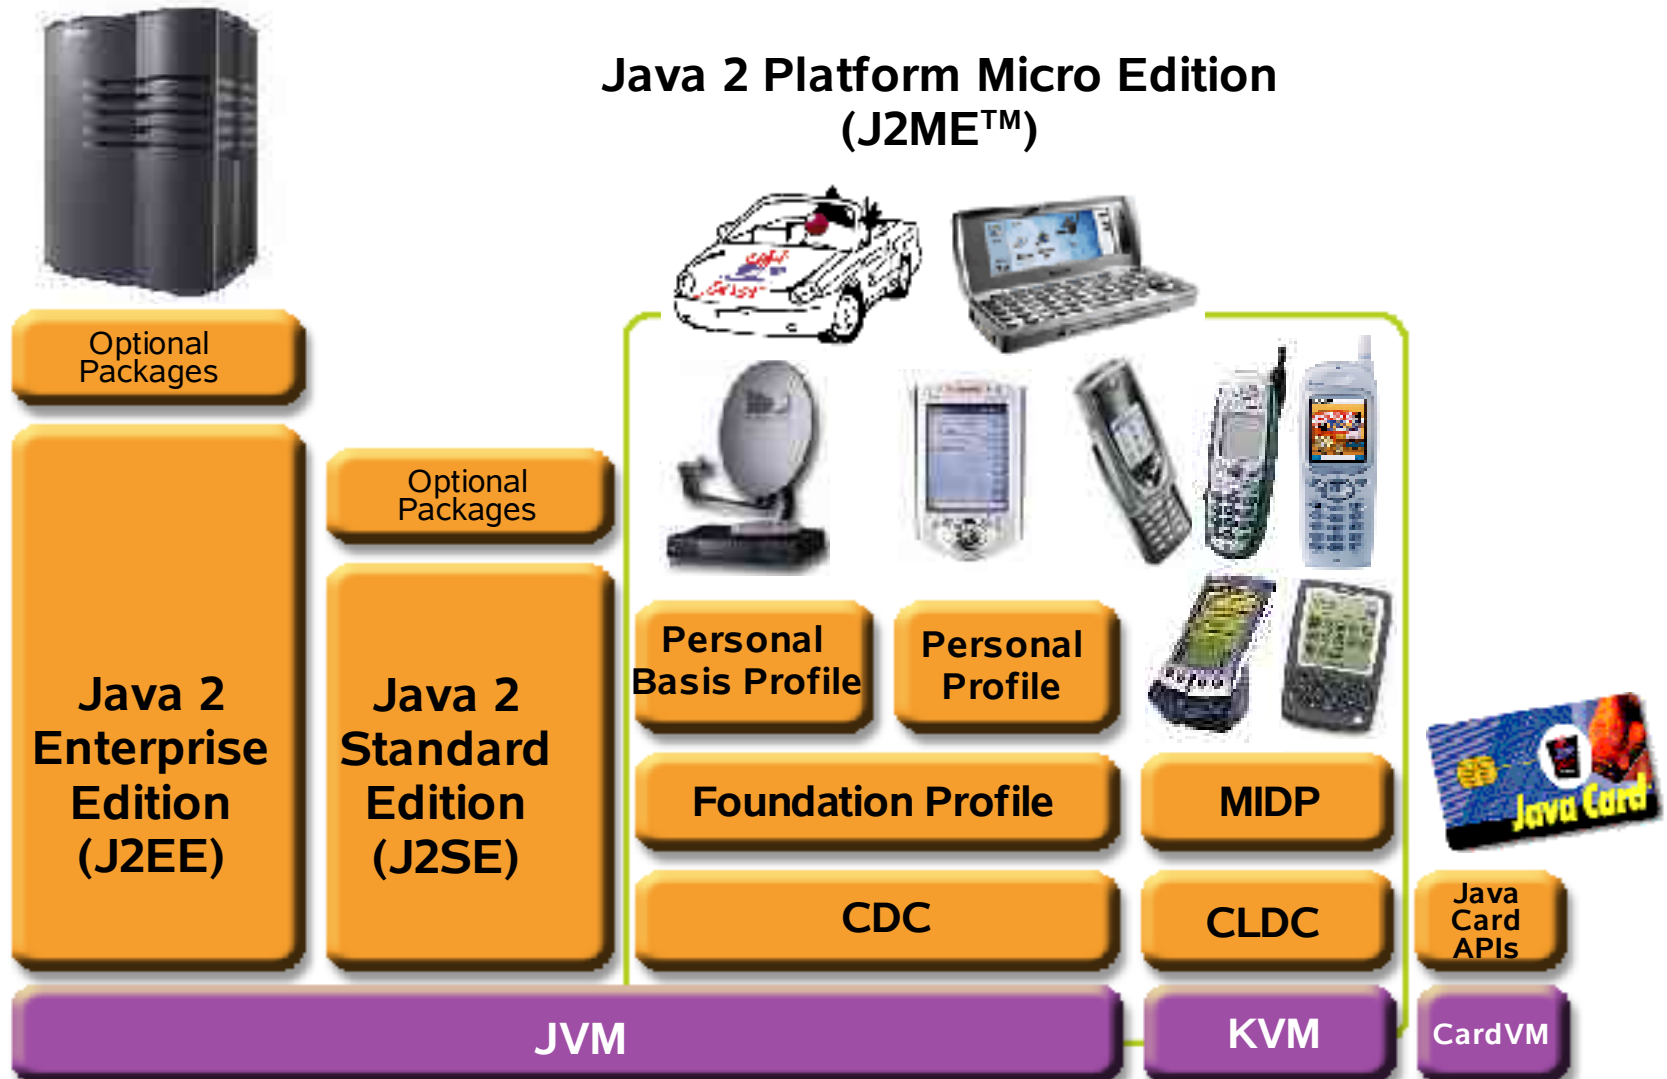 Java 2 Platform Micro Edition
(J2ME™)
Optional
Packages
Java 2
Enterprise
Edition
(J2EE)
Optional
Packages
Java 2
Standard
Edition
(J2SE)
Personal
Basis Profile
Personal
Profile
Foundation Profile
MIDP
CDC
CLDC
Java Card
Java
Card
APIs
JVM
KVM
CardVM